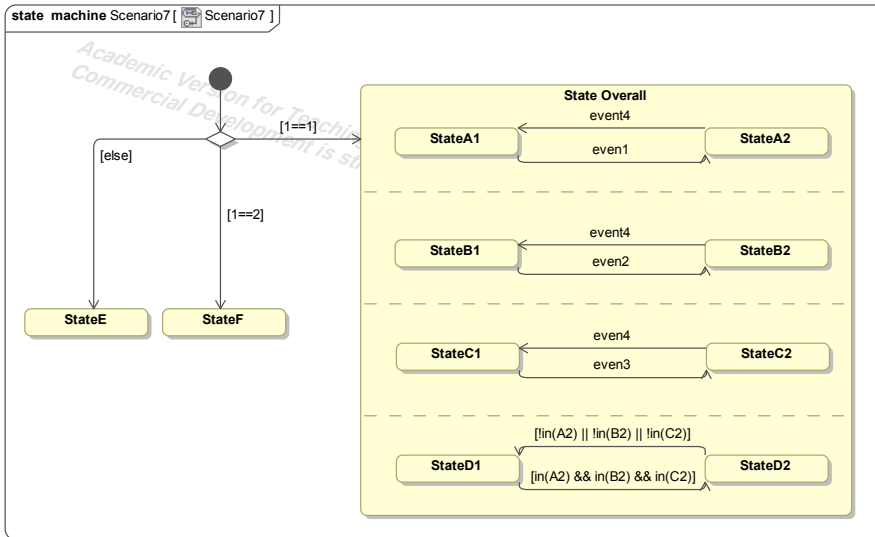 state machine Scenario7 [ Scenario7 ]
Academic Version for Teaching
Commercial Development is
State Overall
event4
StateA1
StateA2
[1==1]
even1
[else]
[1==2]
event4
StateB1
StateB2
even2
StateE
StateF
even4
StateC1
StateC2
even3
[!in(A2) || !in(B2) || !in(C2)]
StateD1
StateD2
[in(A2) && in(B2) && in(C2)]